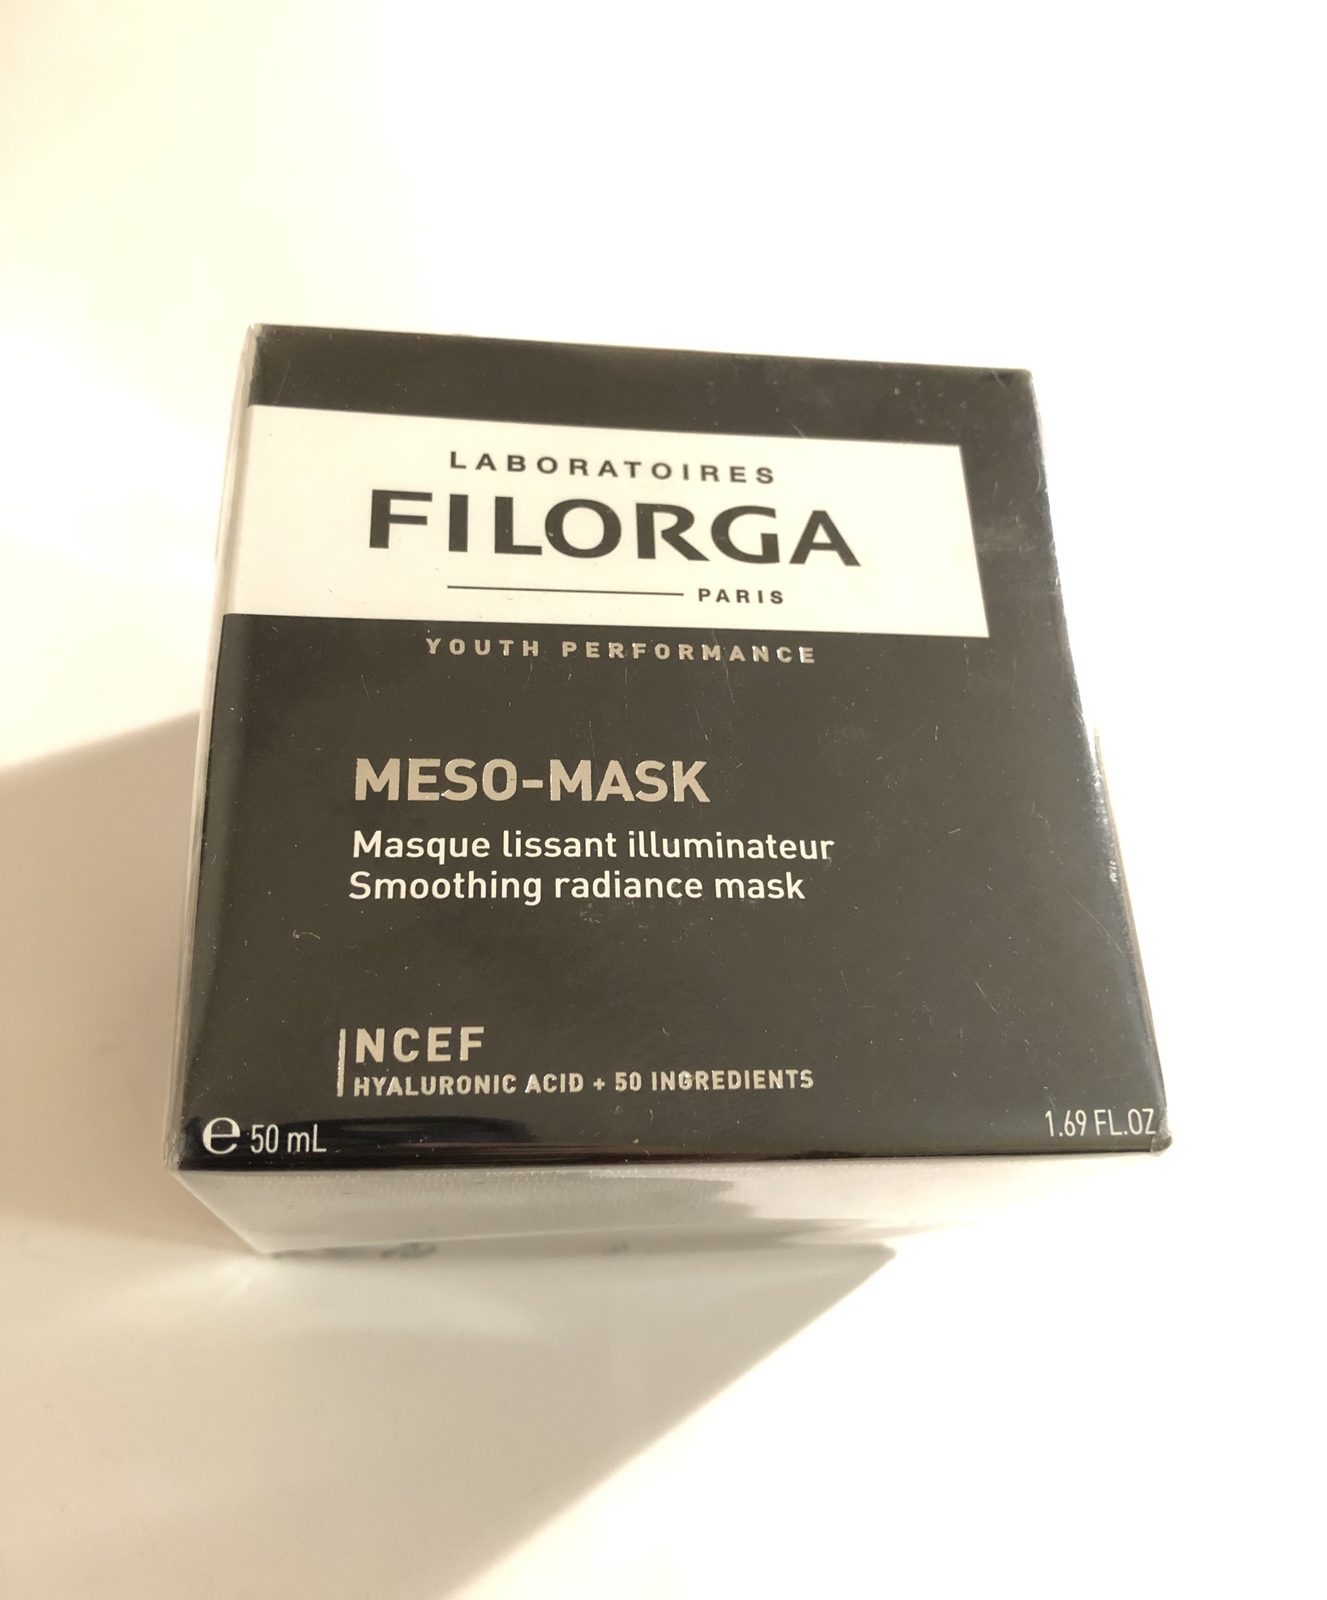 LABORATOIRES
FILORGA
PARIS
YOUTH PERFORMANCE
MESO-MASK
Masque lissant illuminateur
Smoothing radiance mask
NCEF
HYALURONIC ACID + 50 INGREDIENTS
℮ 50 mL
1.69 FL.OZ